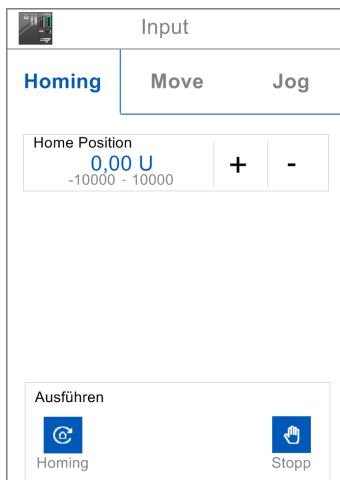 Input
Homing Move Jog
Home Position
0,00 U + -
-10000 - 10000
Ausführen
Homing Stopp